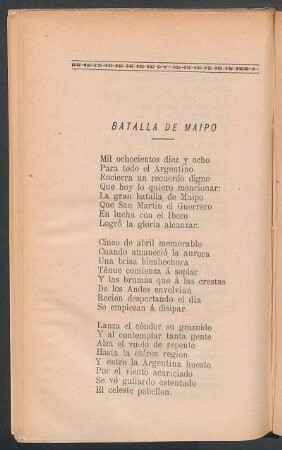 BATALLA DE MAIPO
Mil ochocientos diez y ocho
Para todo el Argentino
Encierra un recuerdo digno
Que hoy lo quiero mencionar:
La gran batalla de Maipo
Que San Martin el Guerrero
En lucha con el Ibero
Logró la gloria alcanzar.
Cinco de abril memorable
Cuando amaneció la aurora
Una brisa bienhechora
Ténue comienza á soplar
Y las brumas que á las crestas
De los Andes envolvian
Recien despertando el dia
Se empiezan á disipar.
Lanza el cóndor su graznido
Y al contemplar tanta gente
Alza el vuelo de repente
Hasta la etérea region
Y entre la Argentina hueste
Por el viento acariciado
Se vé gallardo ostentado
El celeste pabellon.